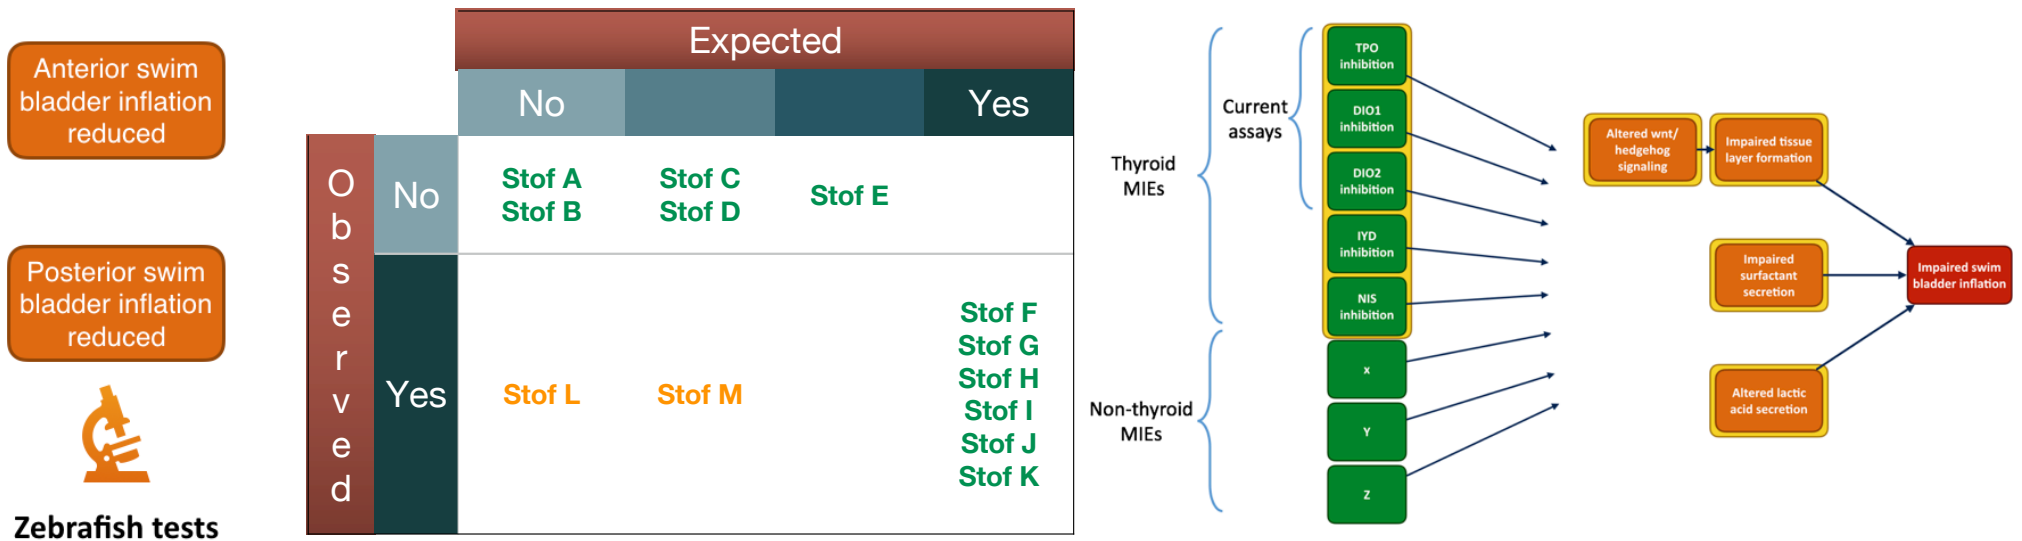 Anterior swim
bladder inflation
reduced
Posterior swim
bladder inflation
reduced
Zebrafish tests
Expected
No
Yes
Observed
No
Stof A
Stof B
Stof C
Stof D
Stof E
Yes
Stof L
Stof M
Stof F
Stof G
Stof H
Stof I
Stof J
Stof K
Thyroid
MIEs
Current
assays
Non-thyroid
MIEs
TPO
inhibition
DIO1
inhibition
DIO2
inhibition
IYD
inhibition
NIS
inhibition
x
Y
Z
Altered wnt/
hedgehog
signaling
Impaired tissue
layer formation
Impaired
surfactant
secretion
Altered lactic
acid secretion
Impaired swim
bladder inflation